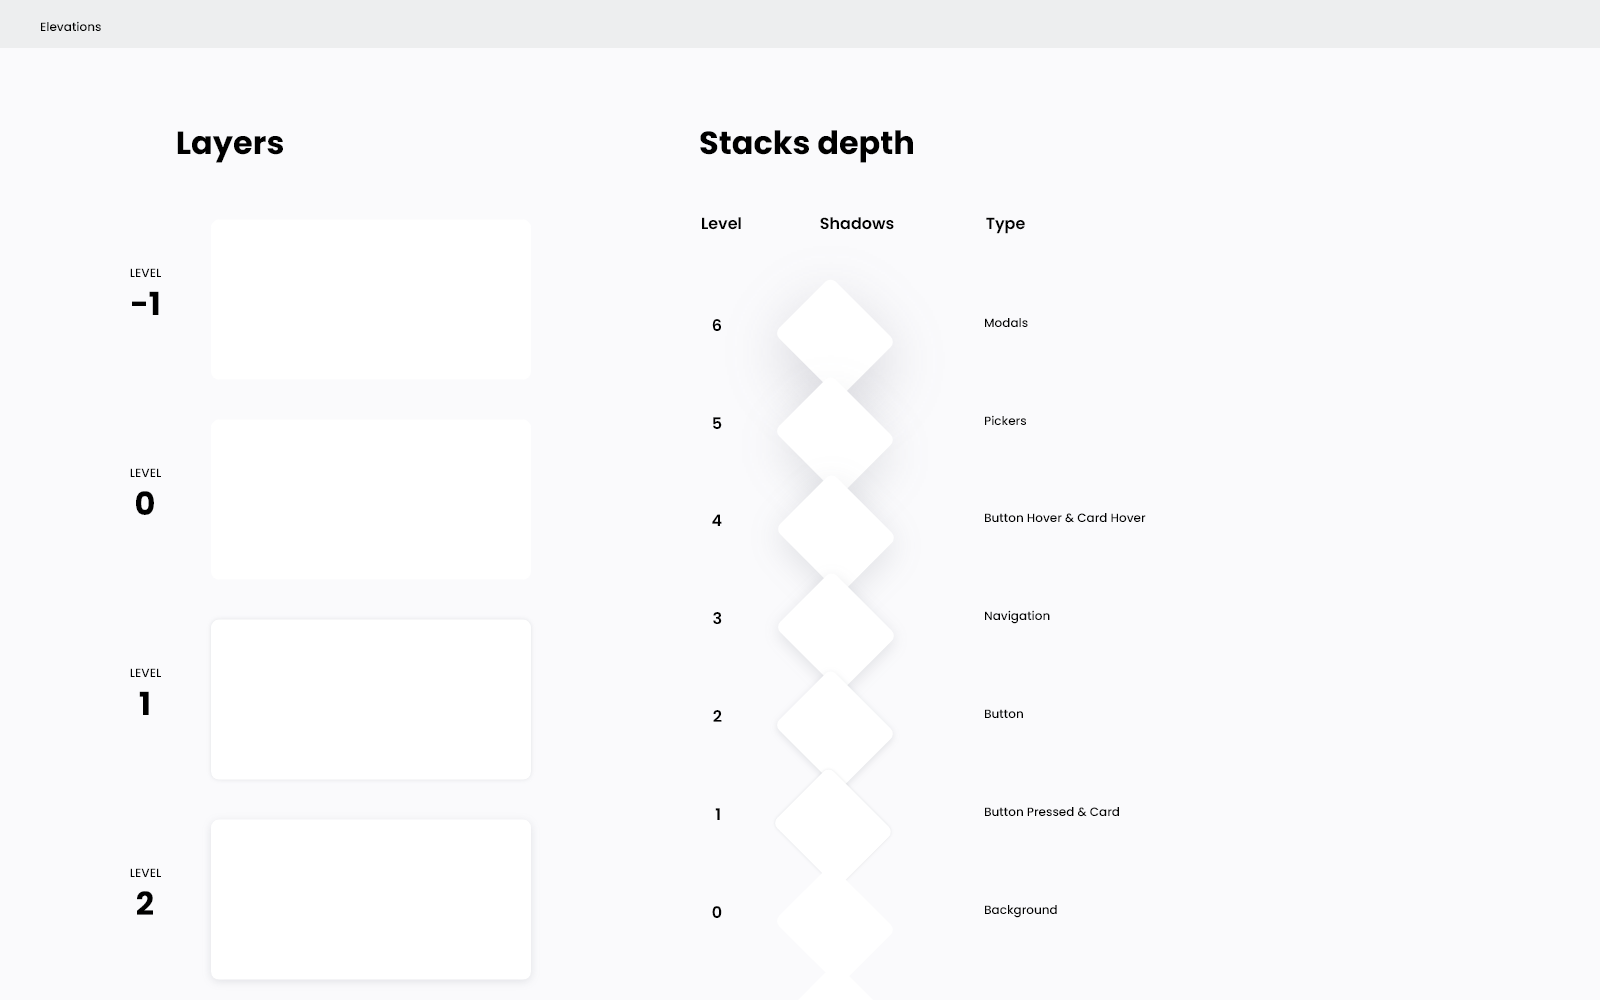 Elevations
Layers
LEVEL
-1
LEVEL
0
LEVEL
1
LEVEL
2
Stacks depth
Level Shadows Type
6 Modals
5 Pickers
4 Button Hover & Card Hover
3 Navigation
2 Button
1 Button Pressed & Card
0 Background